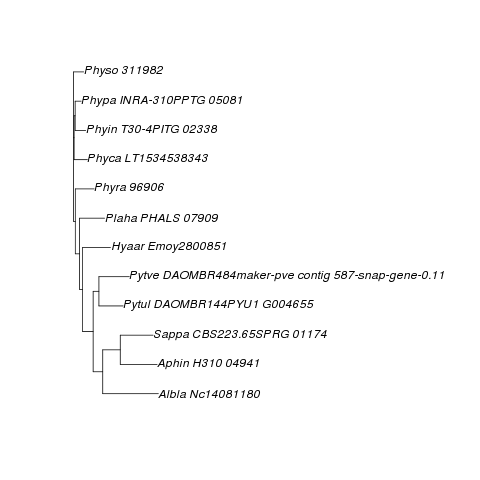 Physo 311982
Phypa INRA-310PPTG 05081
Phyin T30-4PITG 02338
Phyca LT1534538343
Phyra 96906
Plaha PHALS 07909
Hyaar Emoy2800851
Pytve DAOMBR484maker-pve contig 587-snap-gene-0.11
Pytul DAOMBR144PYU1 G004655
Sappa CBS223.65SPRG 01174
Aphin H310 04941
Albla Nc14081180